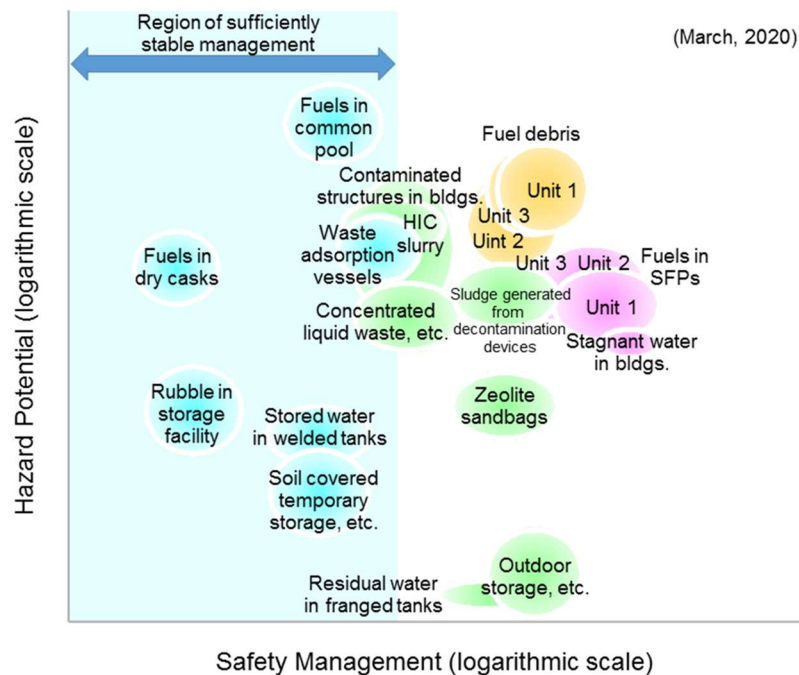 Region of sufficiently
stable management
(March, 2020)
Fuels in
common
pool
Fuel debris
Unit 1
Unit 3
Uint 2
Contaminated
structures in bldgs.
HIC
slurry
Waste
adsorption
vessels
Fuels in
dry casks
Unit 3 Unit 2
Fuels in
SFPs
Unit 1
Sludge generated
from
decontamination
devices
Concentrated
liquid waste, etc.
Stagnant water
in bldgs.
Rubble in
storage
facility
Stored water
in welded tanks
Zeolite
sandbags
Soil covered
temporary
storage, etc.
Outdoor
storage, etc.
Residual water
in franged tanks
Hazard Potential (logarithmic scale)
Safety Management (logarithmic scale)